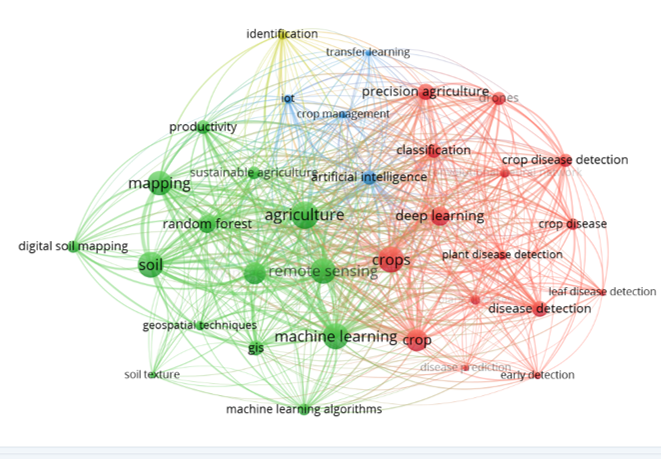 identification
transfer learning
iot
precision agriculture
drones
crop management
productivity
classification
crop disease detection
sustainable agriculture
artificial intelligence
mapping
agriculture
deep learning
random forest
crop disease
digital soil mapping
plant disease detection
crops
soil
remote sensing
leaf disease detection
disease detection
geospatial techniques
machine learning
crop
gis
disease prediction
soil texture
early detection
machine learning algorithms